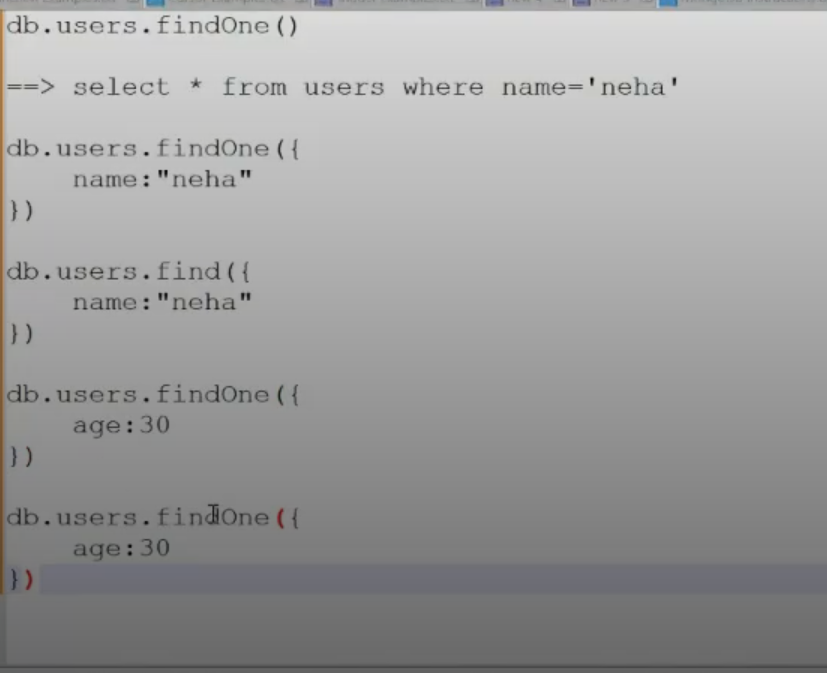 db.users.findOne()
==> select * from users where name='neha'
db.users.findOne({
name:"neha"
})
db.users.find({
name:"neha"
})
db.users.findOne({
age:30
})
db.users.findOne({
age:30
})